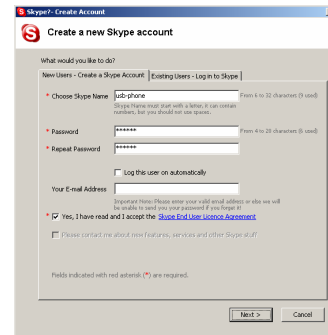 Skype?- Create Account
Create a new Skype account
What would you like to do?
New Users - Create a Skype Account
Existing Users - Log in to Skype
* Choose Skype Name
usb-phone
From 6 to 32 characters (9 used)
Skype Name must start with a letter, it can contain
numbers, but you should not use spaces.
* Password
******
From 4 to 20 characters (6 used)
* Repeat Password
******
Log this user on automatically
Your E-mail Address
Important Note: Please enter your valid email address or else we will
be unable to send you your password if you forget it!
* Yes, I have read and I accept the Skype End User Licence Agreement
Please contact me about new features, services and other Skype stuff
Fields indicated with red asterisk (*) are required.
Next >
Cancel